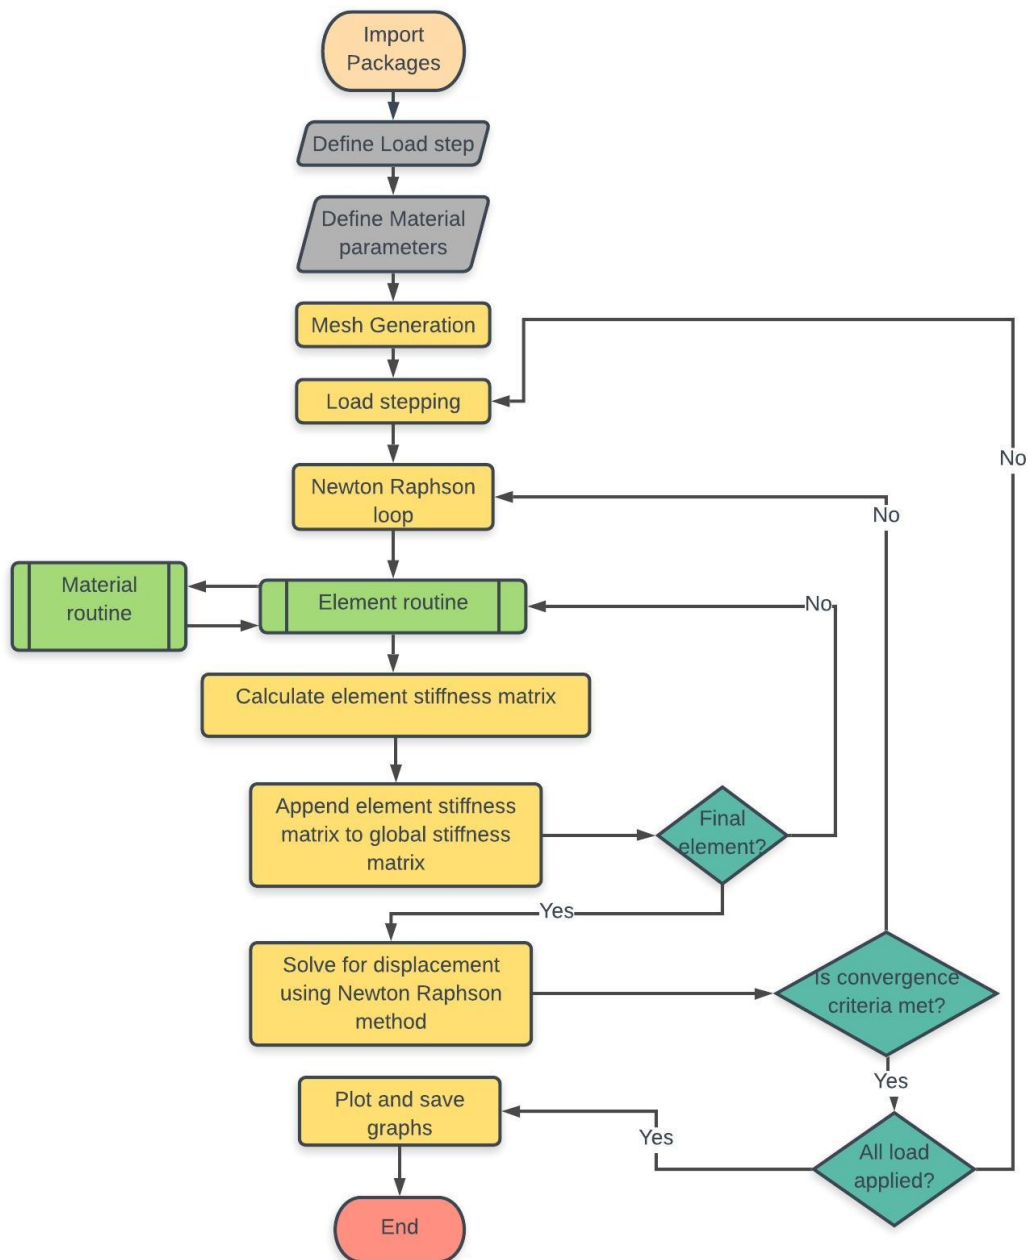 Import
Packages
Define Load step
Define Material
parameters
Mesh Generation
Load stepping
No
Newton Raphson
loop
No
Material
routine
Element routine
No
Calculate element stiffness matrix
Append element stiffness
matrix to global stiffness
matrix
Final
element?
Yes
Solve for displacement
using Newton Raphson
method
Is convergence
criteria met?
Yes
Plot and save
graphs
Yes
All load
applied?
End